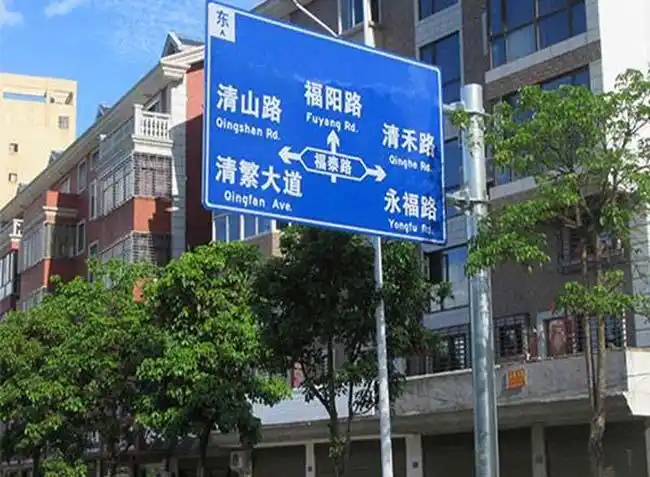 东
A
福阳路
Fuyang Rd.
清山路
Qingshan Rd.
清禾路
Qinghe Rd.
福泰路
清繁大道
Qingfan Ave.
永福路
Yongfu Rd.